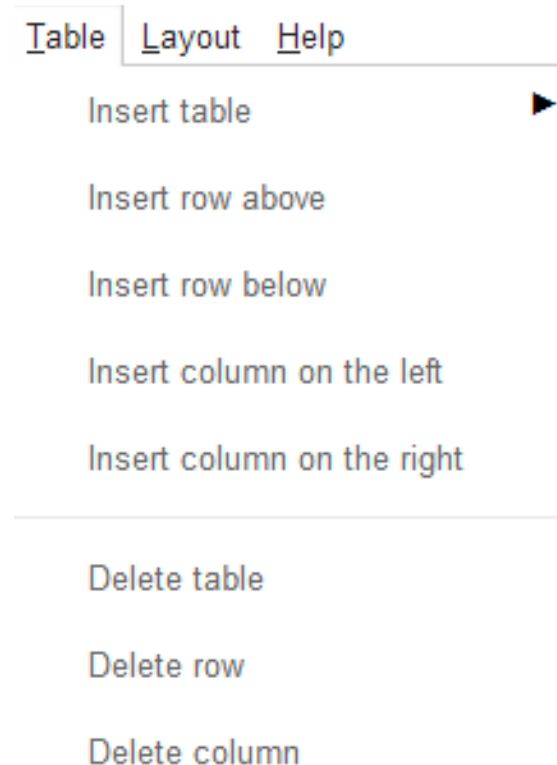 Table Layout Help
Insert table
Insert row above
Insert row below
Insert column on the left
Insert column on the right
Delete table
Delete row
Delete column